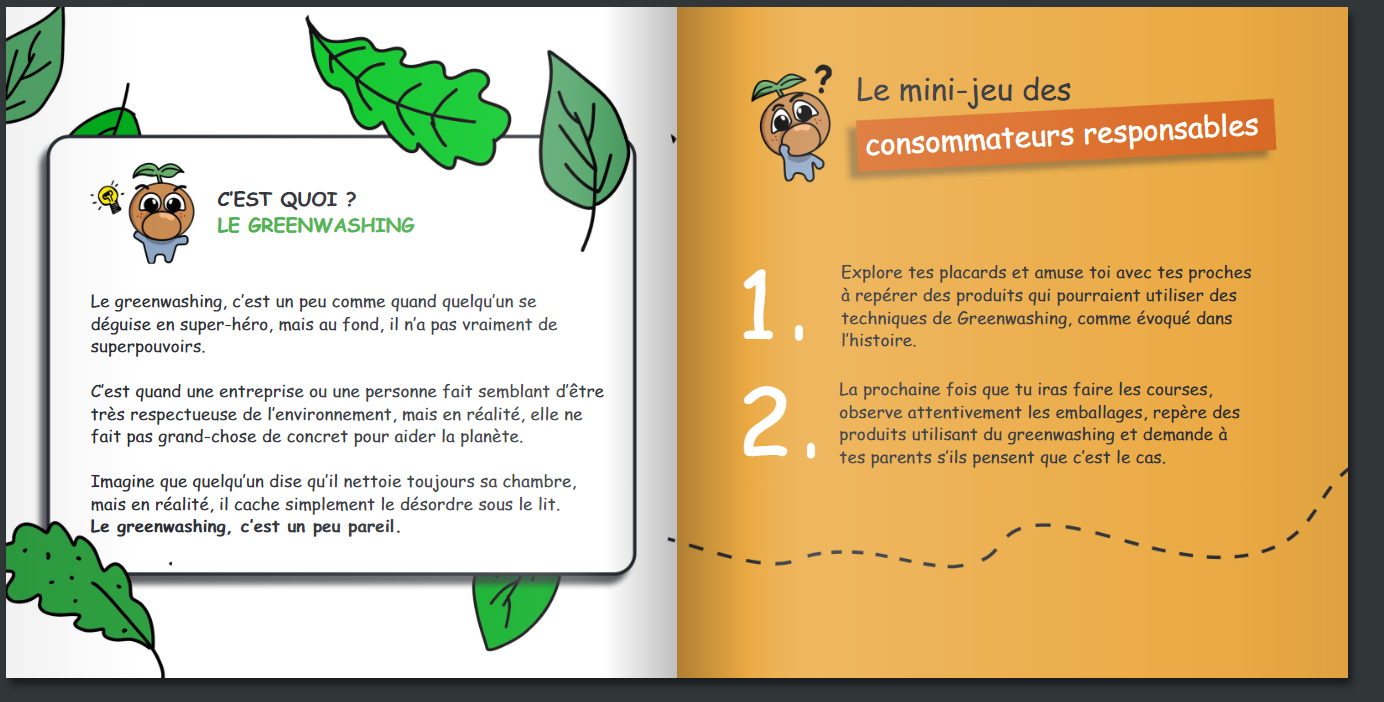 C'EST QUOI ?
LE GREENWASHING
Le greenwashing, c'est un peu comme quand quelqu'un se
déguise en super-héro, mais au fond, il n'a pas vraiment de
superpouvoirs.
C'est quand une entreprise ou une personne fait semblant d'être
très respectueuse de l'environnement, mais en réalité, elle ne
fait pas grand-chose de concret pour aider la planète.
Imagine que quelqu'un dise qu'il nettoie toujours sa chambre,
mais en réalité, il cache simplement le désordre sous le lit.
Le greenwashing, c'est un peu pareil.
?
Le mini-jeu des
consommateurs responsables
1.
Explore tes placards et amuse toi avec tes proches
à repérer des produits qui pourraient utiliser des
techniques de Greenwashing, comme évoqué dans
l'histoire.
2.
La prochaine fois que tu iras faire les courses,
observe attentivement les emballages, repère des
produits utilisant du greenwashing et demande à
tes parents s'ils pensent que c'est le cas.